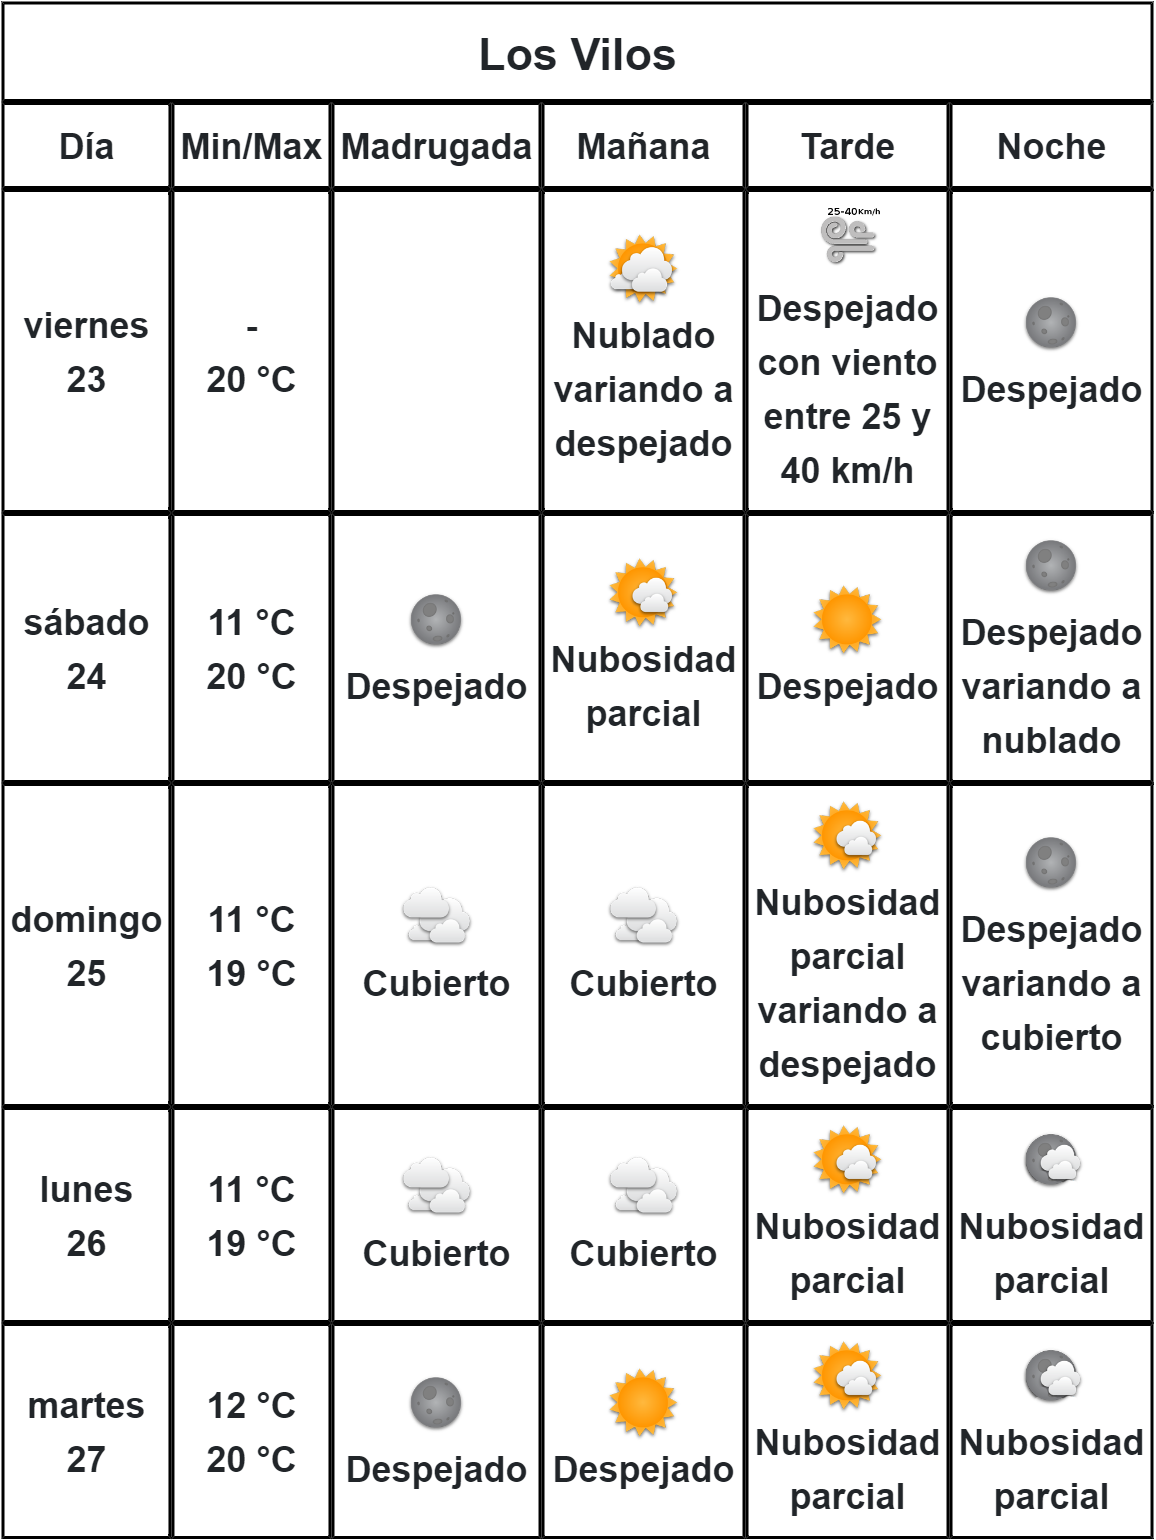 Los Vilos
Día Min/Max Madrugada Mañana Tarde Noche
viernes
23
-
20 °C
Nublado
variando a
despejado
25-40Km/h
Despejado
con viento
entre 25 y
40 km/h
Despejado
sábado
24
11 °C
20 °C
Despejado
Nubosidad
parcial
Despejado
Despejado
variando a
nublado
domingo
25
11 °C
19 °C
Cubierto
Cubierto
Nubosidad
parcial
variando a
despejado
Despejado
variando a
cubierto
lunes
26
11 °C
19 °C
Cubierto
Cubierto
Nubosidad
parcial
Nubosidad
parcial
martes
27
12 °C
20 °C
Despejado
Despejado
Nubosidad
parcial
Nubosidad
parcial